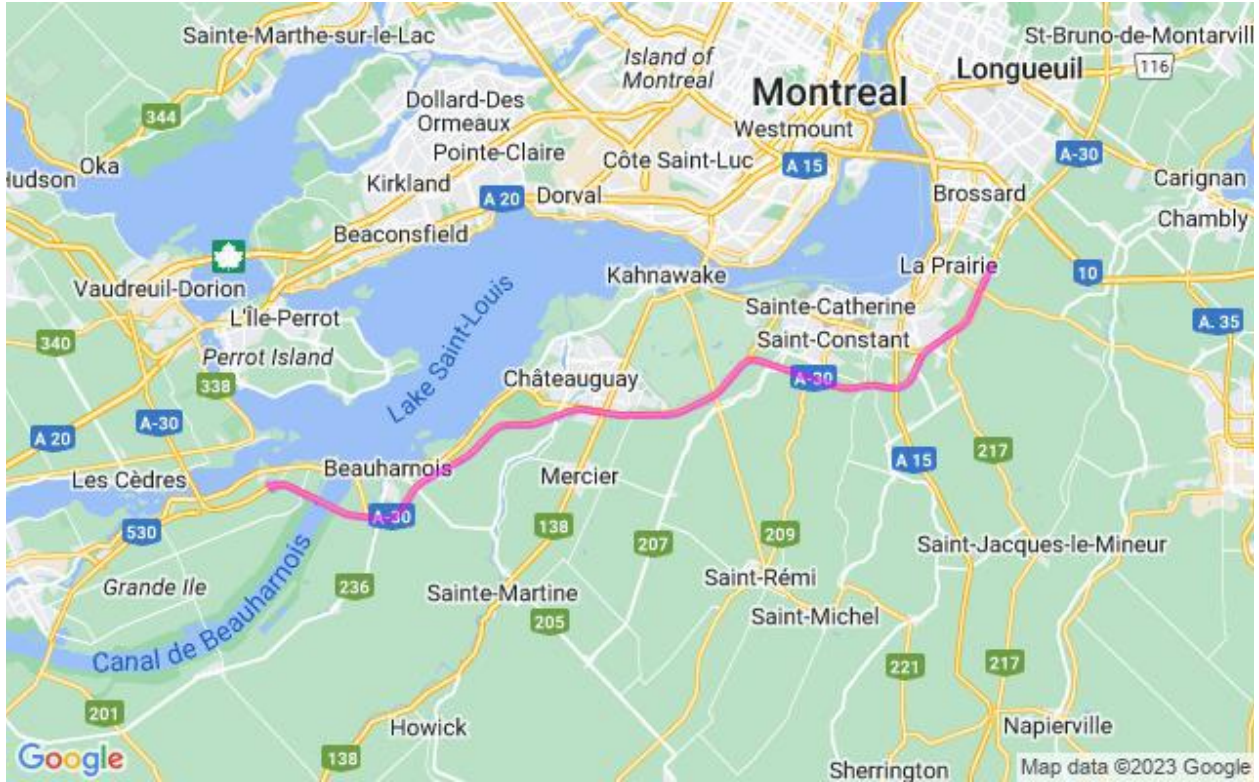 Sainte-Marthe-sur-le-Lac
St-Bruno-de-Montarvill
Island of
Montreal
Longueuil
116
Dollard-Des
Ormeaux
Montreal
344
Westmount
Pointe-Claire
Côte Saint-Luc
A 15
A-30
Oka
Hudson
Kirkland
Carignan
A 20
Dorval
Brossard
Chambly
Beaconsfield
La Prairie
10
Kahnawake
Vaudreuil-Dorion
L'Île-Perrot
Sainte-Catherine
Saint-Constant
A. 35
340
Perrot Island
Lake Saint-Louis
338
Châteauguay
A-30
A-30
A 20
217
A 15
Les Cèdres
Beauharnois
Mercier
A-30
530
138
207
209
Saint-Jacques-le-Mineur
Grande Ile
236
Sainte-Martine
Saint-Rémi
Saint-Michel
205
Canal de Beauharnois
221
217
201
Howick
Napierville
138
Sherrington
Google
Map data ©2023 Google